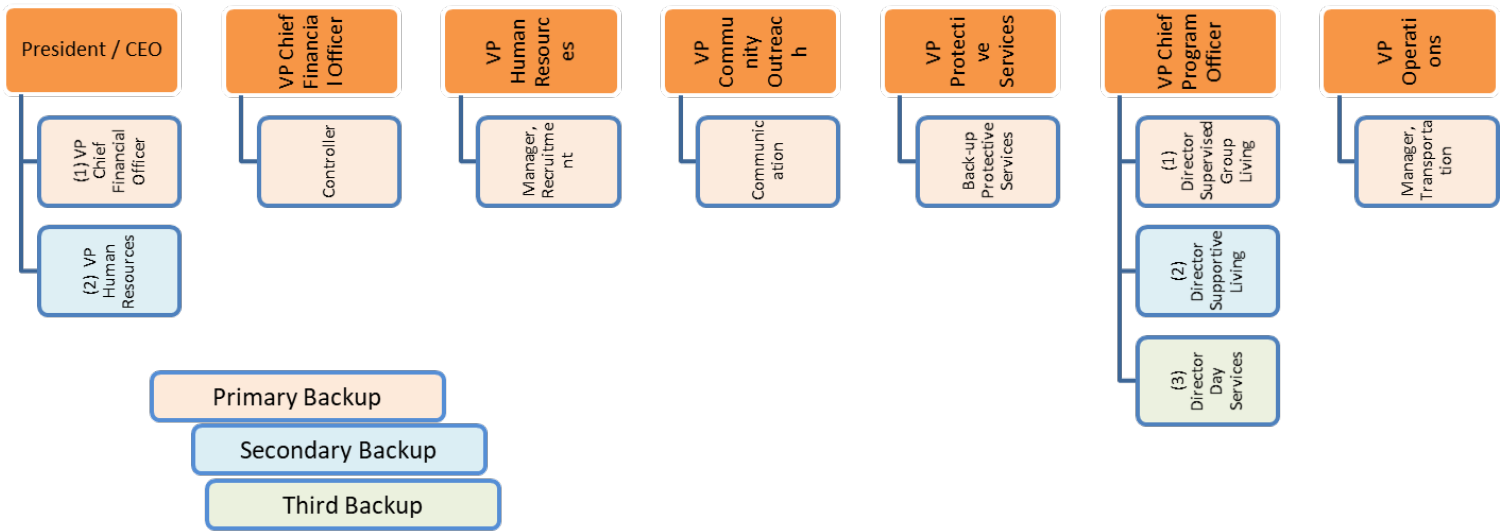 President / CEO
(1) VP
Chief
Financial
Officer
(2) VP
Human
Resources
VP Chief
Financia
l Officer
Controller
VP
Human
Resourc
es
Manager,
Recruitme
nt
VP
Commu
nity
Outreac
h
Communic
ation
VP
Protecti
ve
Services
Back-up
Protective
Services
VP Chief
Program
Officer
(1)
Director
Supervised
Group
Living
(2)
Director
Supportive
Living
(3)
Director
Day
Services
VP
Operati
ons
Manager,
Transporta
tion
Primary Backup
Secondary Backup
Third Backup